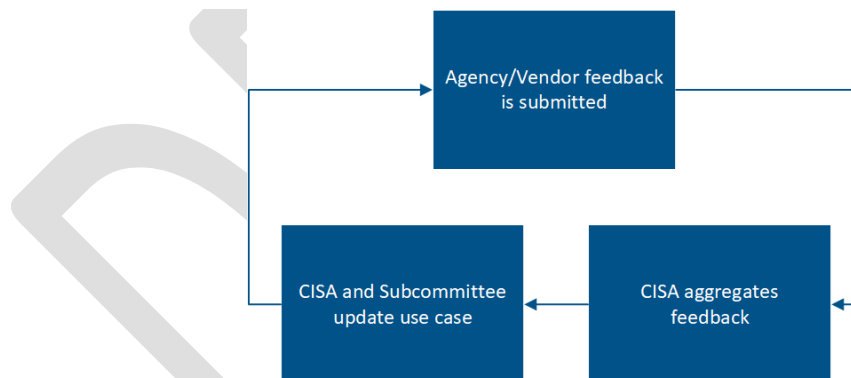 Agency/Vendor feedback
is submitted
CISA and Subcommittee
update use case
CISA aggregates
feedback